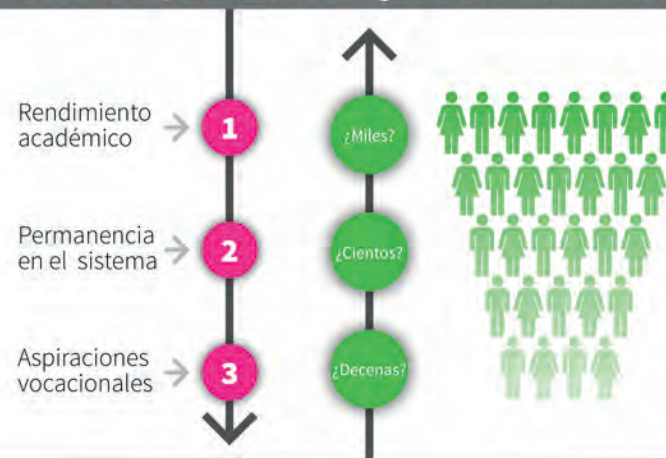 Rendimiento
académico
1
¿Miles?
Permanencia
en el sistema
2
¿Cientos?
Aspiraciones
vocacionales
3
¿Decenas?